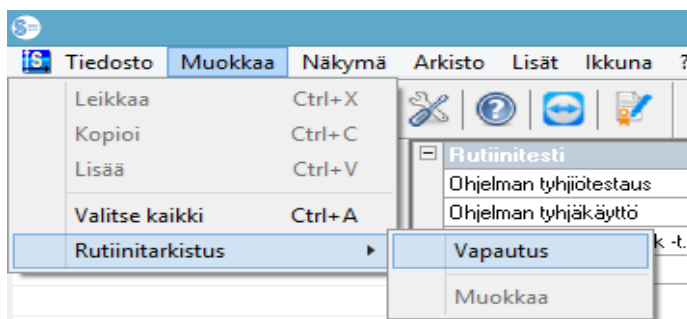 Tiedosto Muokkaa Näkymä Arkisto Lisät Ikkuna ?
Leikkaa Ctrl+X
Kopioi Ctrl+C
Lisää Ctrl+V
Valitse kaikki Ctrl+A
Rutiinitarkistus
Vapautus
Muokkaa
Rutiinitesti
Ohjelman tyhjiötestaus
Ohjelman tyhjäkäyttö
k -t.